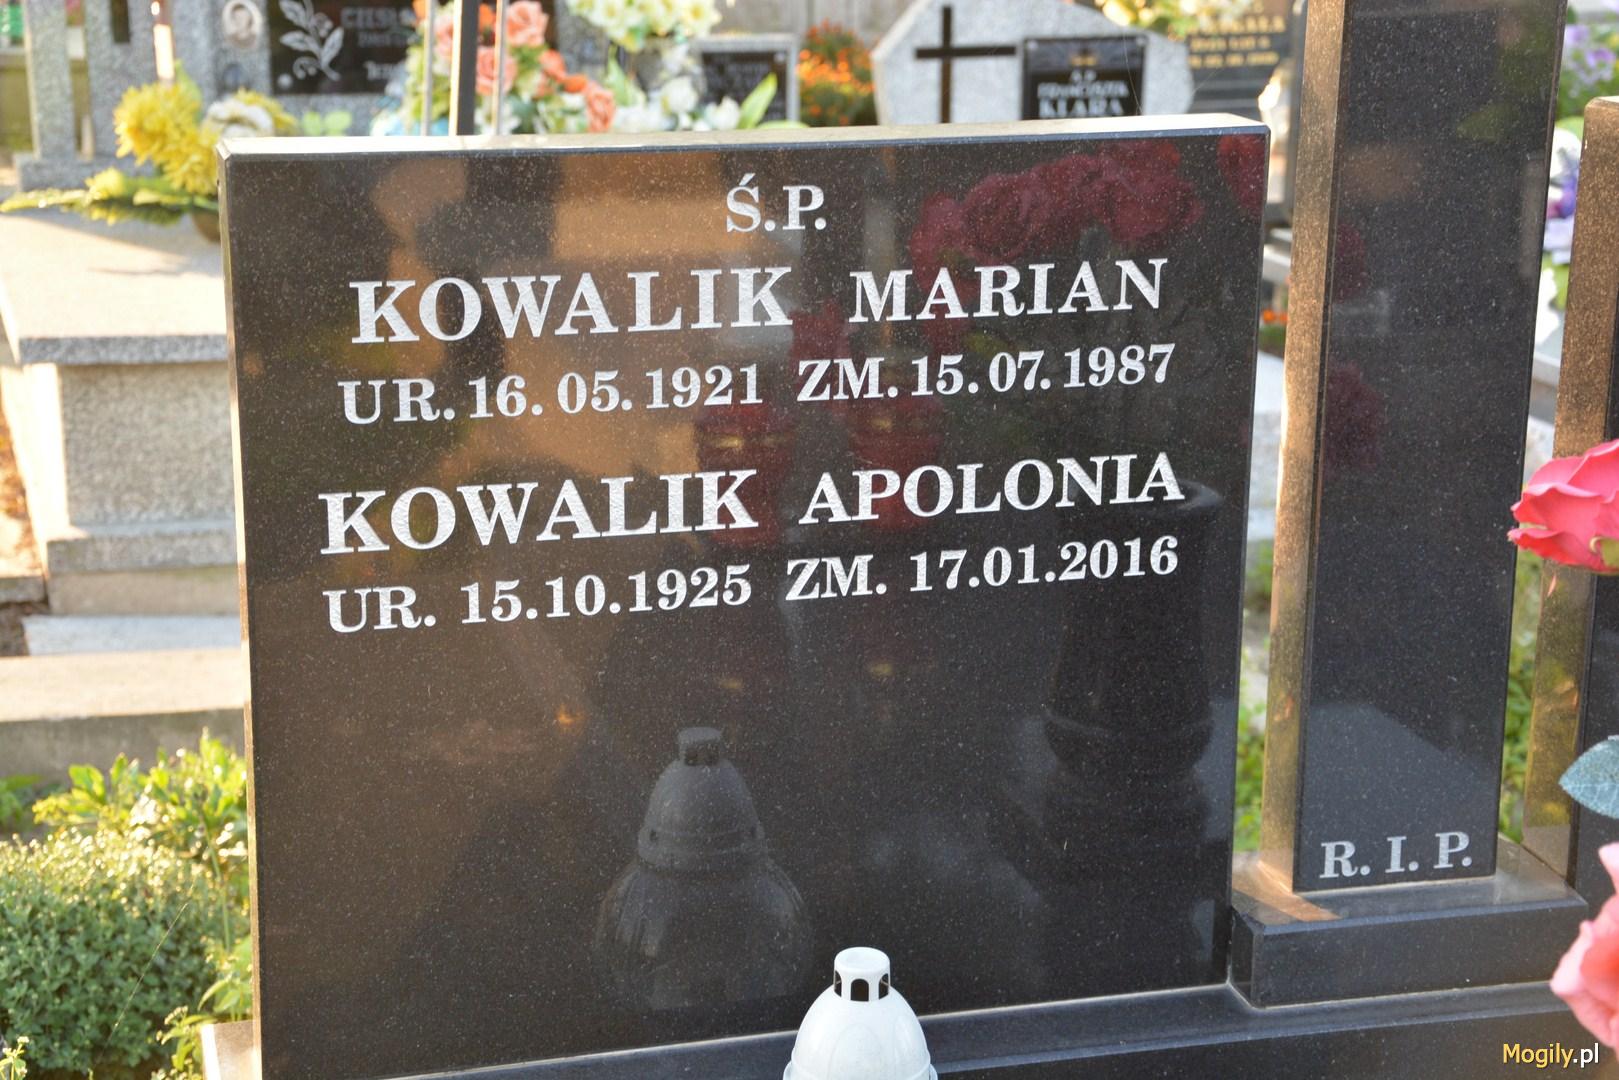 Ś.P.
KOWALIK MARIAN
UR. 16. 05. 1921 ZM. 15. 07. 1987
KOWALIK APOLONIA
UR. 15.10.1925 ZM. 17.01.2016
R. I. P.
KLARA
Mogily.pl